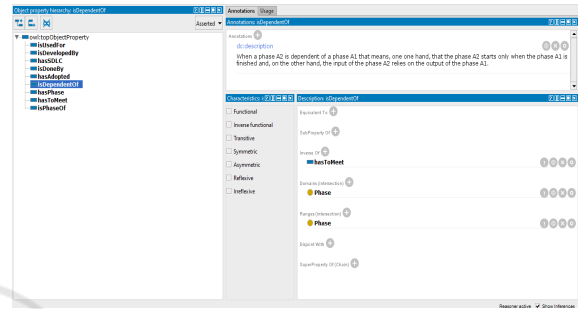 Object property hierarchy: isDependentOf
Asserted
owl:topObjectProperty
isUsedFor
isDevelopedBy
hasSDLC
isDoneBy
hasAdopted
isDependentOf
hasPhase
hasToMeet
isPhaseOf
Annotations Usage
Annotations: isDependentOf
Annotations
dc:description
When a phase A2 is dependent of a phase A1 that means, one one hand, that the phase A2 starts only when the phase A1 is
finished and, on the other hand, the input of the phase A2 relies on the output of the phase A1.
Characteristics:
Functional
Inverse functional
Transitive
Symmetric
Asymmetric
Reflexive
Irreflexive
Description: isDependentOf
Equivalent To
SubProperty Of
Inverse Of
hasToMeet
Domains (intersection)
Phase
Ranges (intersection)
Phase
Disjoint With
SuperProperty Of (Chain)
Reasoner active Show Inferences